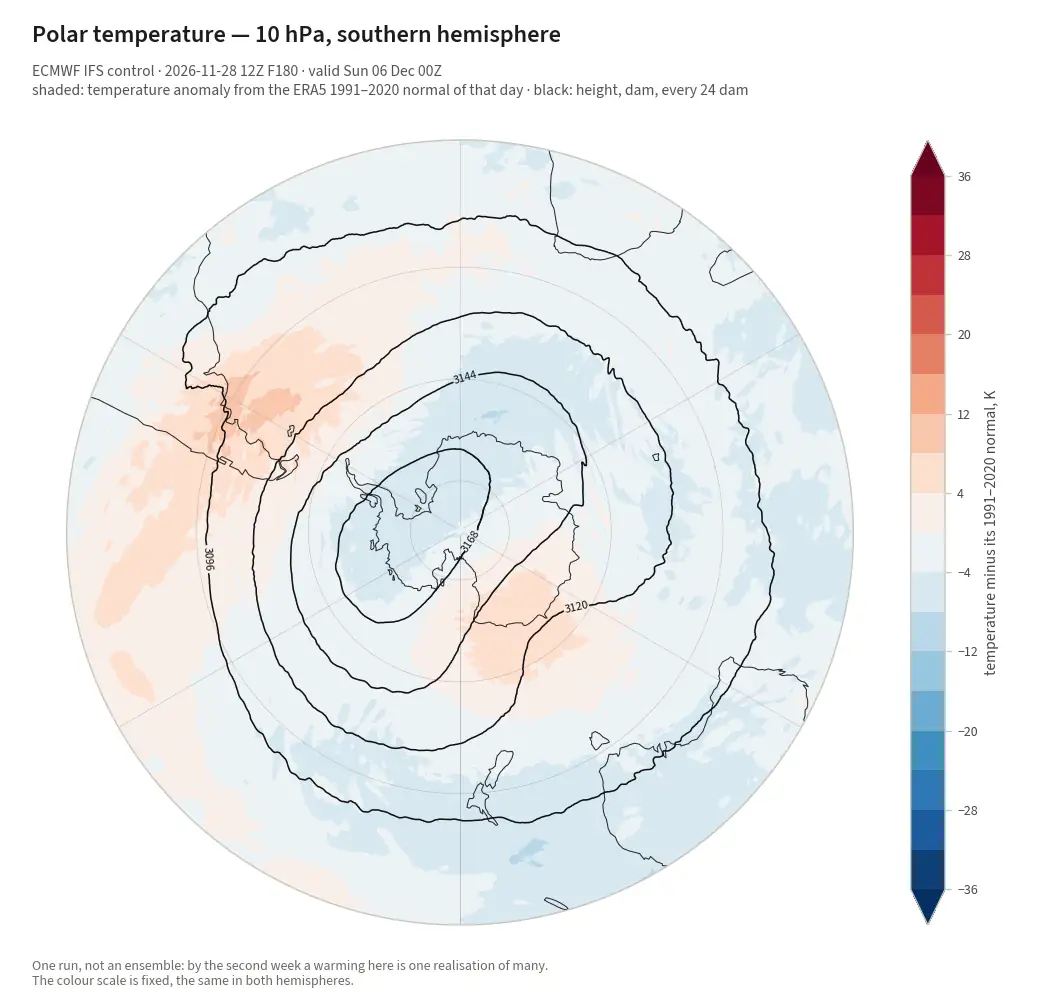 Polar temperature — 10 hPa, southern hemisphere
ECMWF IFS control · 2026-11-28 12Z F180 · valid Sun 06 Dec 00Z
shaded: temperature anomaly from the ERA5 1991–2020 normal of that day · black: height, dam, every 24 dam
3144
3168
3096
3120
36
28
20
12
4
−4
−12
−20
−28
−36
temperature minus its 1991–2020 normal, K
One run, not an ensemble: by the second week a warming here is one realisation of many.
The colour scale is fixed, the same in both hemispheres.